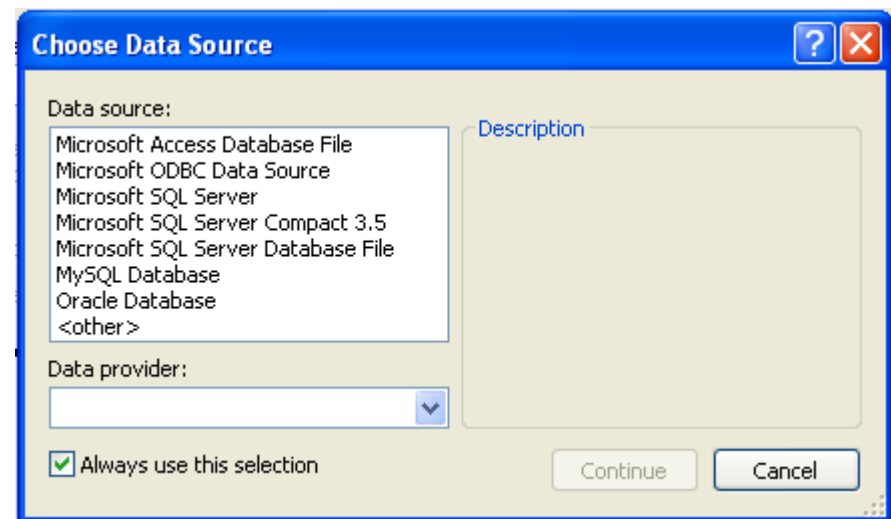 Choose Data Source
?
Data source:
Microsoft Access Database File
Microsoft ODBC Data Source
Microsoft SQL Server
Microsoft SQL Server Compact 3.5
Microsoft SQL Server Database File
MySQL Database
Oracle Database
<other>
Description
Data provider:
Always use this selection
Continue
Cancel